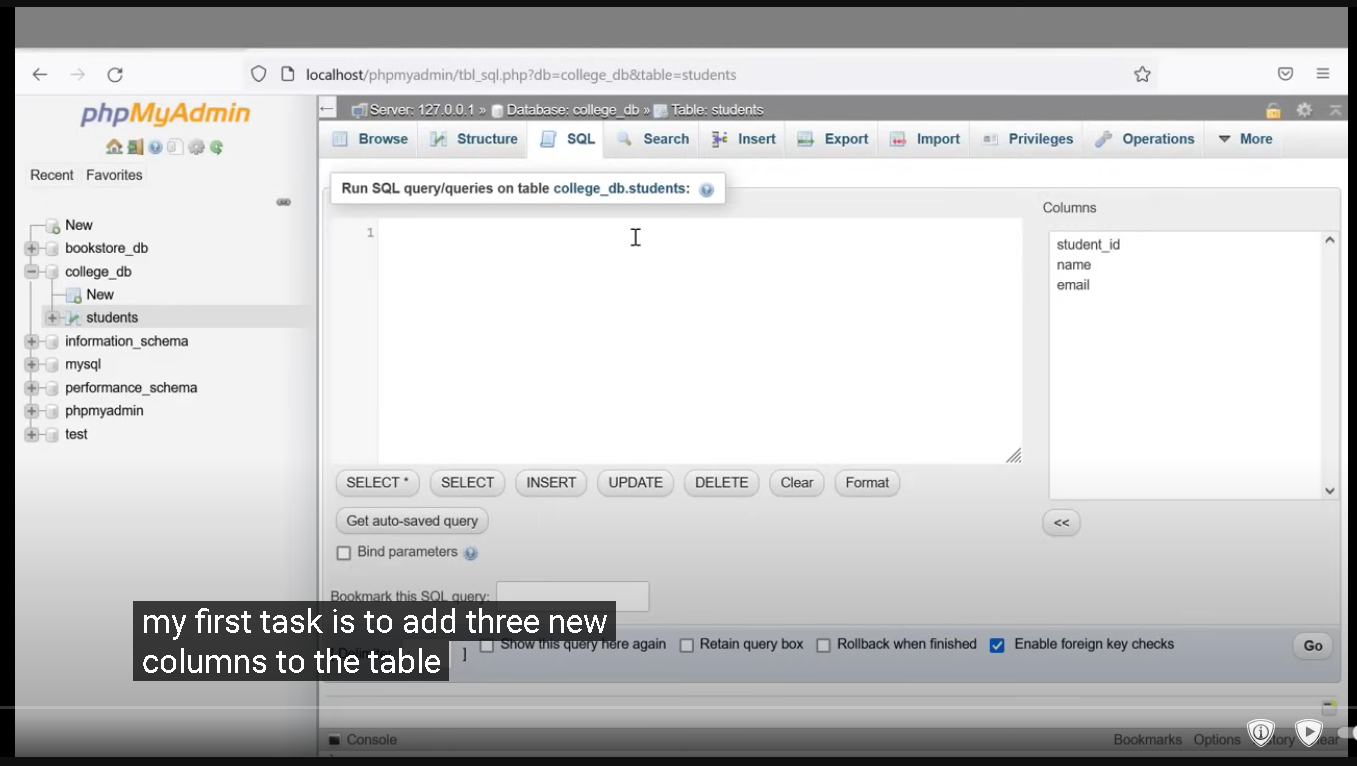 localhost/phpmyadmin/tbl_sql.php?db=college_db&table=students
phpMyAdmin
Recent Favorites
New
bookstore_db
college_db
New
students
information_schema
mysql
performance_schema
phpmyadmin
test
Server: 127.0.0.1 » Database: college_db » Table: students
Browse Structure SQL Search Insert Export Import Privileges Operations More
Run SQL query/queries on table college_db.students:
1
Columns
student_id
name
email
SELECT * SELECT INSERT UPDATE DELETE Clear Format
<<
Get auto-saved query
Bind parameters
Bookmark this SQL query:
my first task is to add three new
columns to the table
] Show this query here again Retain query box Rollback when finished Enable foreign key checks Go
Console Bookmarks Options